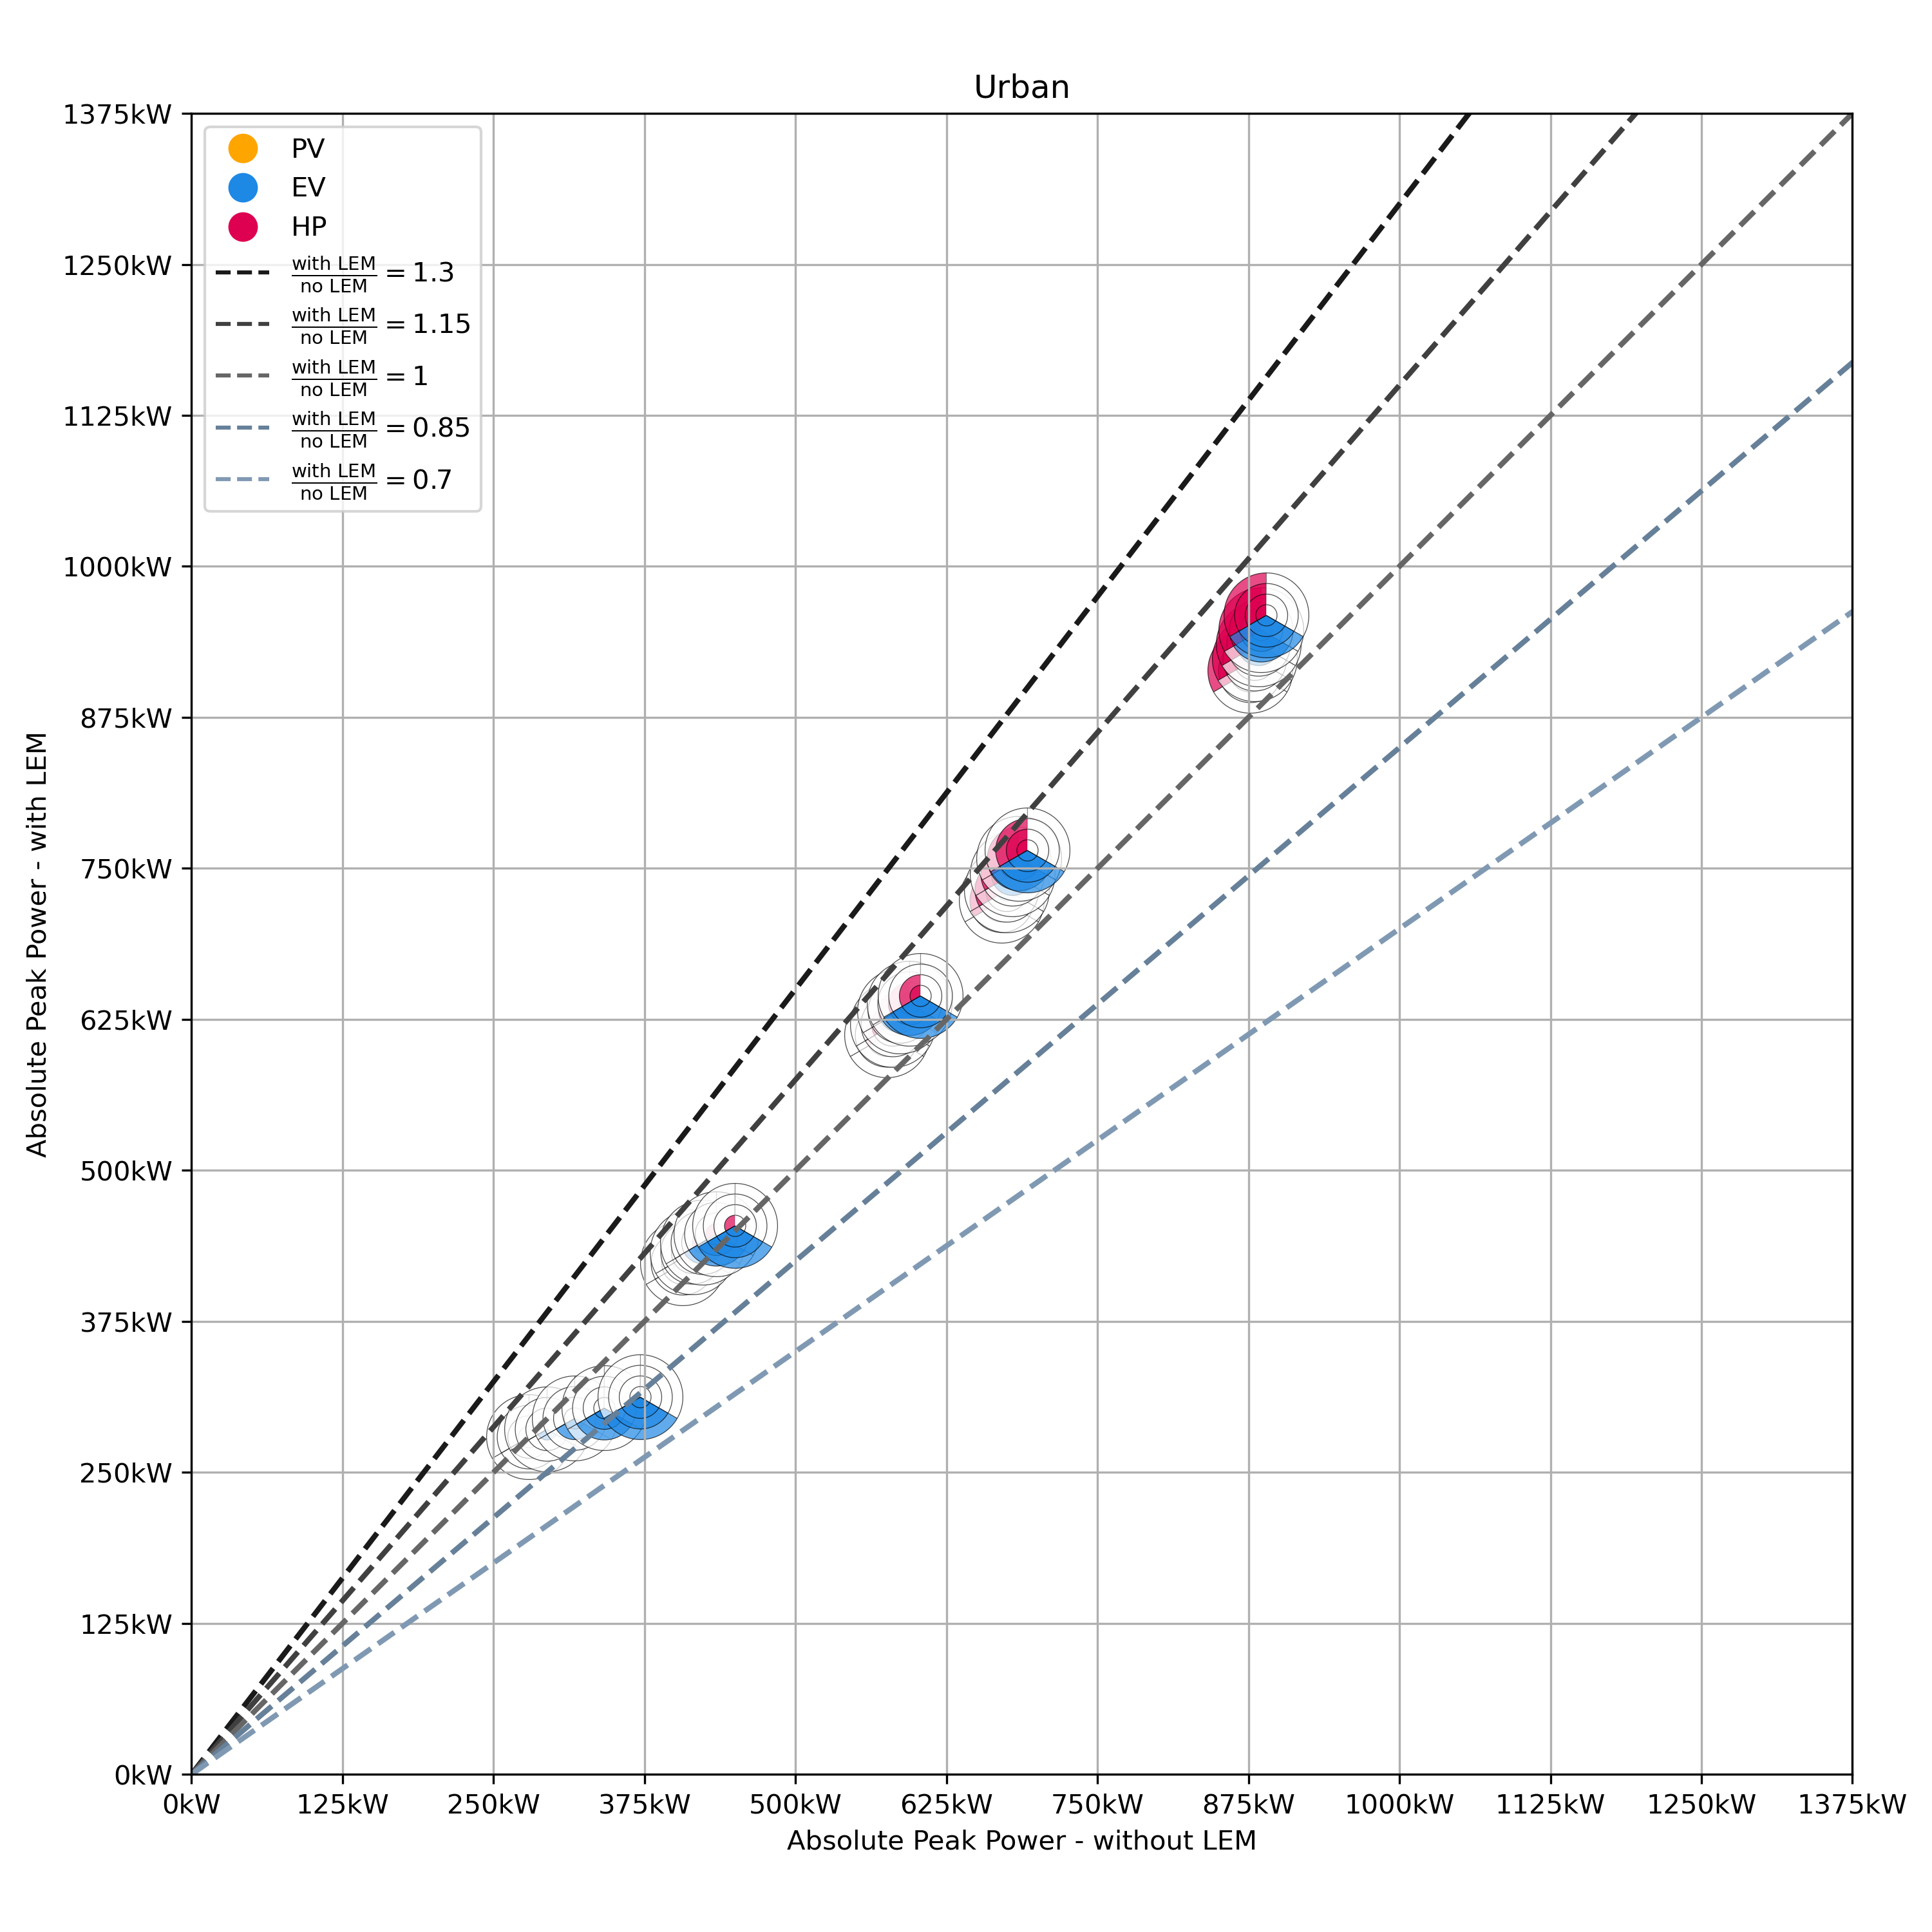 Urban
1375kW
1250kW
1125kW
1000kW
875kW
750kW
625kW
500kW
375kW
250kW
125kW
0kW
Absolute Peak Power - with LEM
PV
EV
HP
with LEM / no LEM = 1.3
with LEM / no LEM = 1.15
with LEM / no LEM = 1
with LEM / no LEM = 0.85
with LEM / no LEM = 0.7
0kW 125kW 250kW 375kW 500kW 625kW 750kW 875kW 1000kW 1125kW 1250kW 1375kW
Absolute Peak Power - without LEM